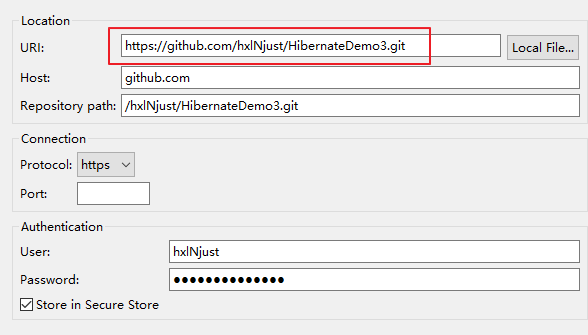 Location
URI: https://github.com/hxlNjust/HibernateDemo3.git Local File...
Host: github.com
Repository path: /hxlNjust/HibernateDemo3.git
Connection
Protocol: https
Port:
Authentication
User: hxlNjust
Password: ●●●●●●●●●●●●●●
Store in Secure Store